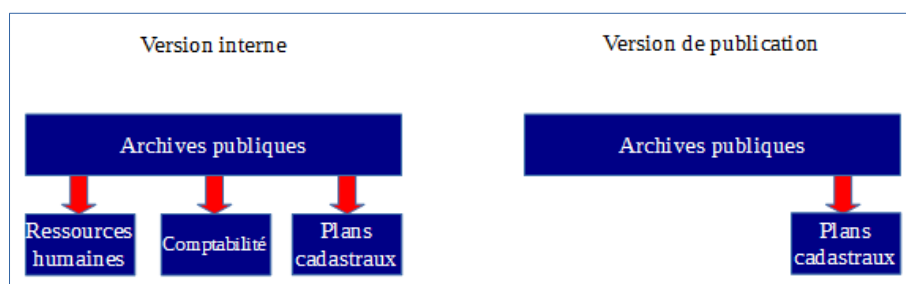 Version interne
Version de publication
Archives publiques
Archives publiques
Ressources
humaines
Comptabilité
Plans
cadastraux
Plans
cadastraux